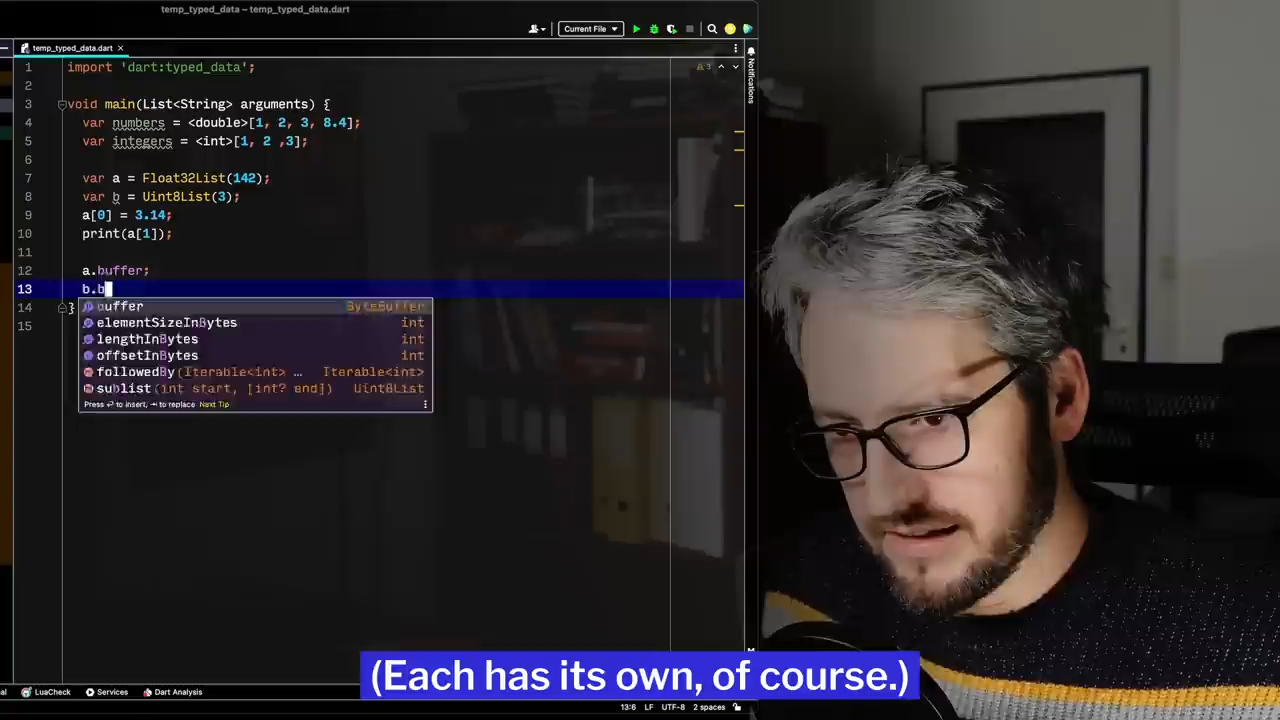 temp_typed_data – temp_typed_data.dart
Current File
temp_typed_data.dart
Notifications
3
1 import 'dart:typed_data';
2
3 void main(List<String> arguments) {
4 var numbers = <double>[1, 2, 3, 8.4];
5 var integers = <int>[1, 2 ,3];
6
7 var a = Float32List(142);
8 var b = Uint8List(3);
9 a[0] = 3.14;
10 print(a[1]);
11
12 a.buffer;
13 b.b
14 }
15
buffer ByteBuffer
elementSizeInBytes int
lengthInBytes int
offsetInBytes int
followedBy(Iterable<int> … Iterable<int>
sublist(int start, [int? end]) Uint8List
Press ⏎ to insert, ⇥ to replace Next Tip
(Each has its own, of course.)
LuaCheck Services Dart Analysis
13:6 LF UTF-8 2 spaces